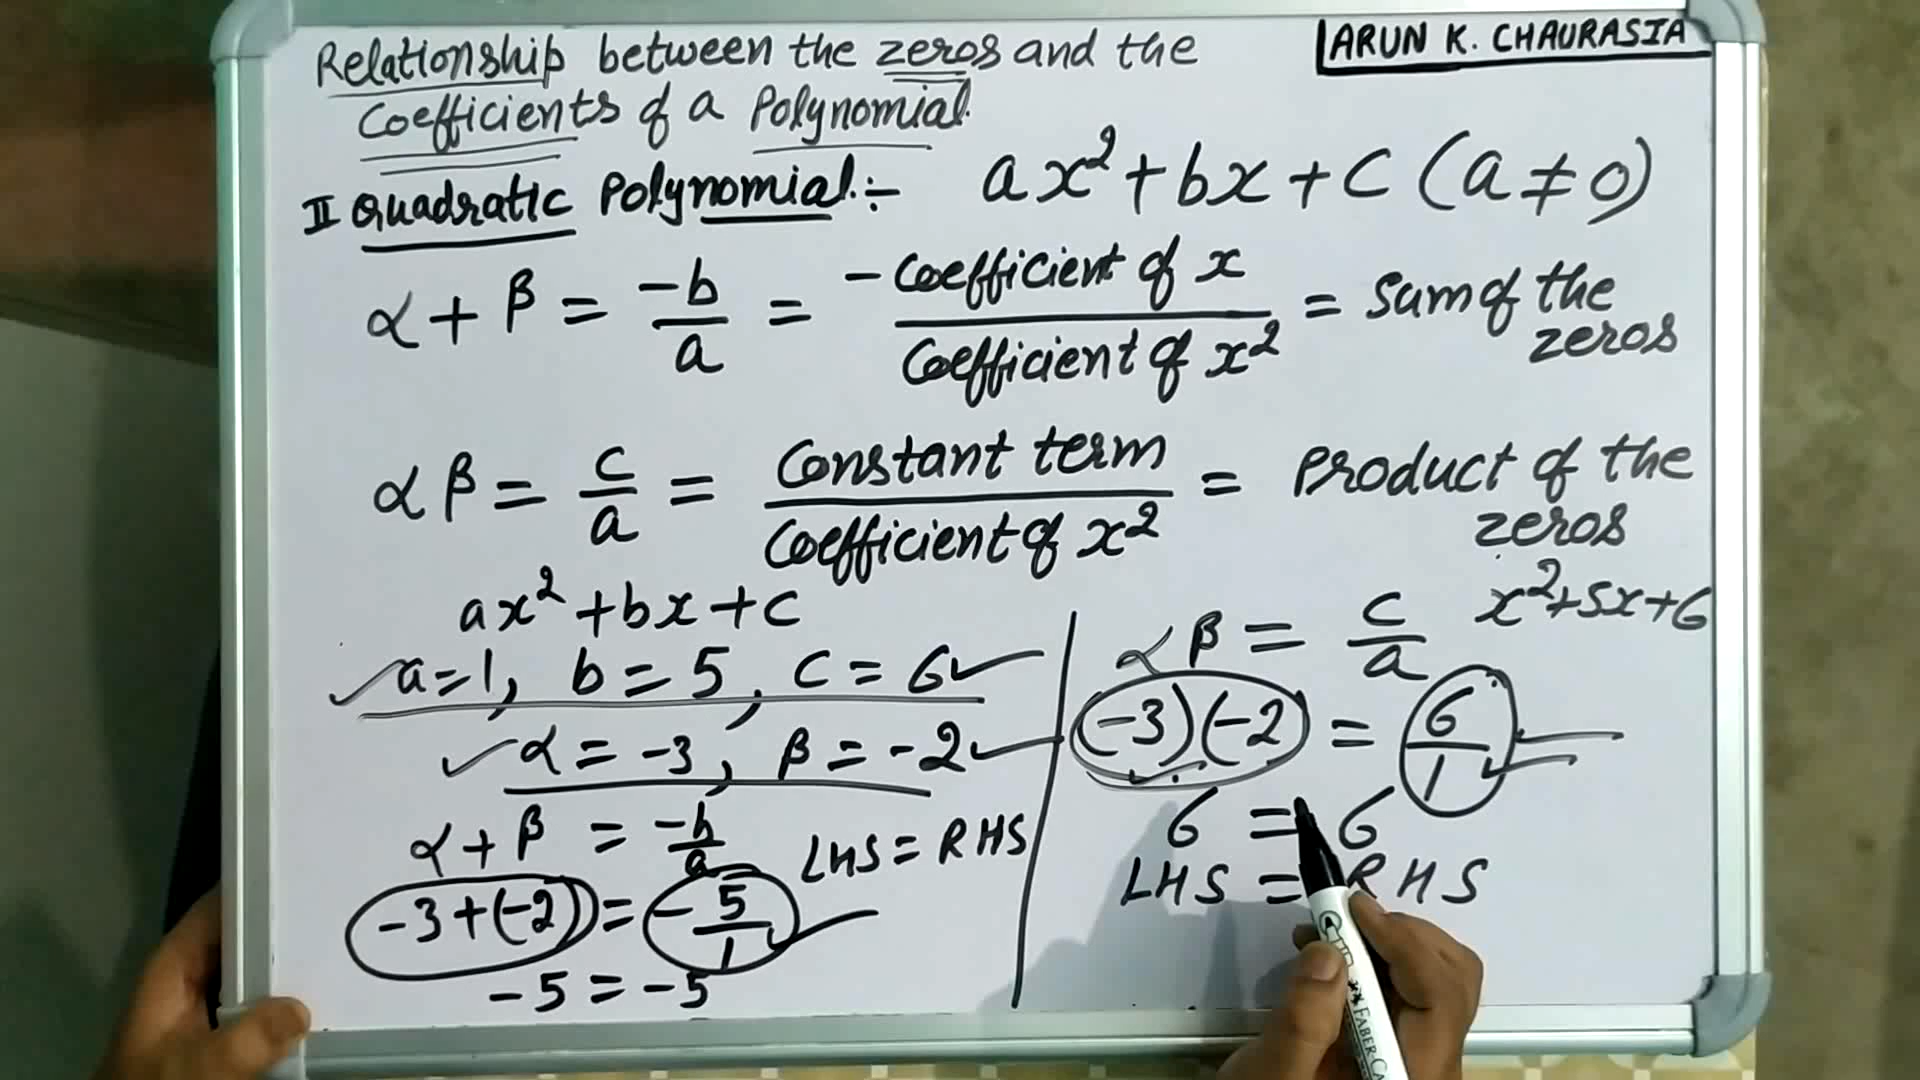 Relationship between the zeros and the
ARUN K. CHAURASIA
Coefficients of a Polynomial.
II Quadratic Polynomial :- ax² + bx + c (a ≠ 0)
α + β = -b/a = - Coefficient of x / Coefficient of x² = Sum of the zeros
αβ = c/a = Constant term / Coefficient of x² = Product of the zeros
ax² + bx + c
a=1, b = 5, c = 6
α = -3, β = -2
α + β = -b/a LHS = RHS
-3 + (-2) = - 5/1
-5 = -5
αβ = c/a x²+5x+6
(-3)(-2) = 6/1
6 = 6
LHS = RHS